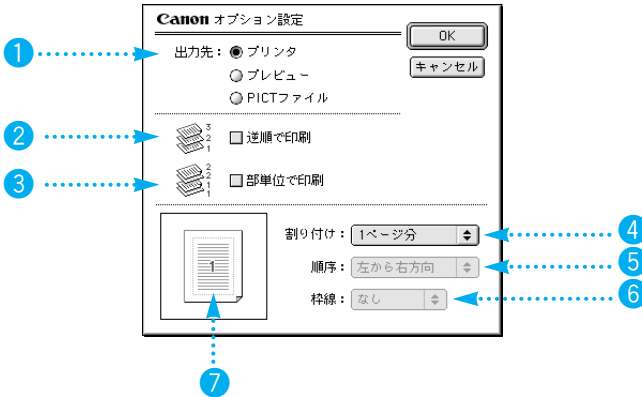 Canon オプション設定
OK
キャンセル
1
出力先： プリンタ
プレビュー
PICTファイル
2
3
2
1
逆順で印刷
3
2
2
1
1
部単位で印刷
割り付け： 1ページ分
4
順序： 左から右方向
5
枠線： なし
6
1
7